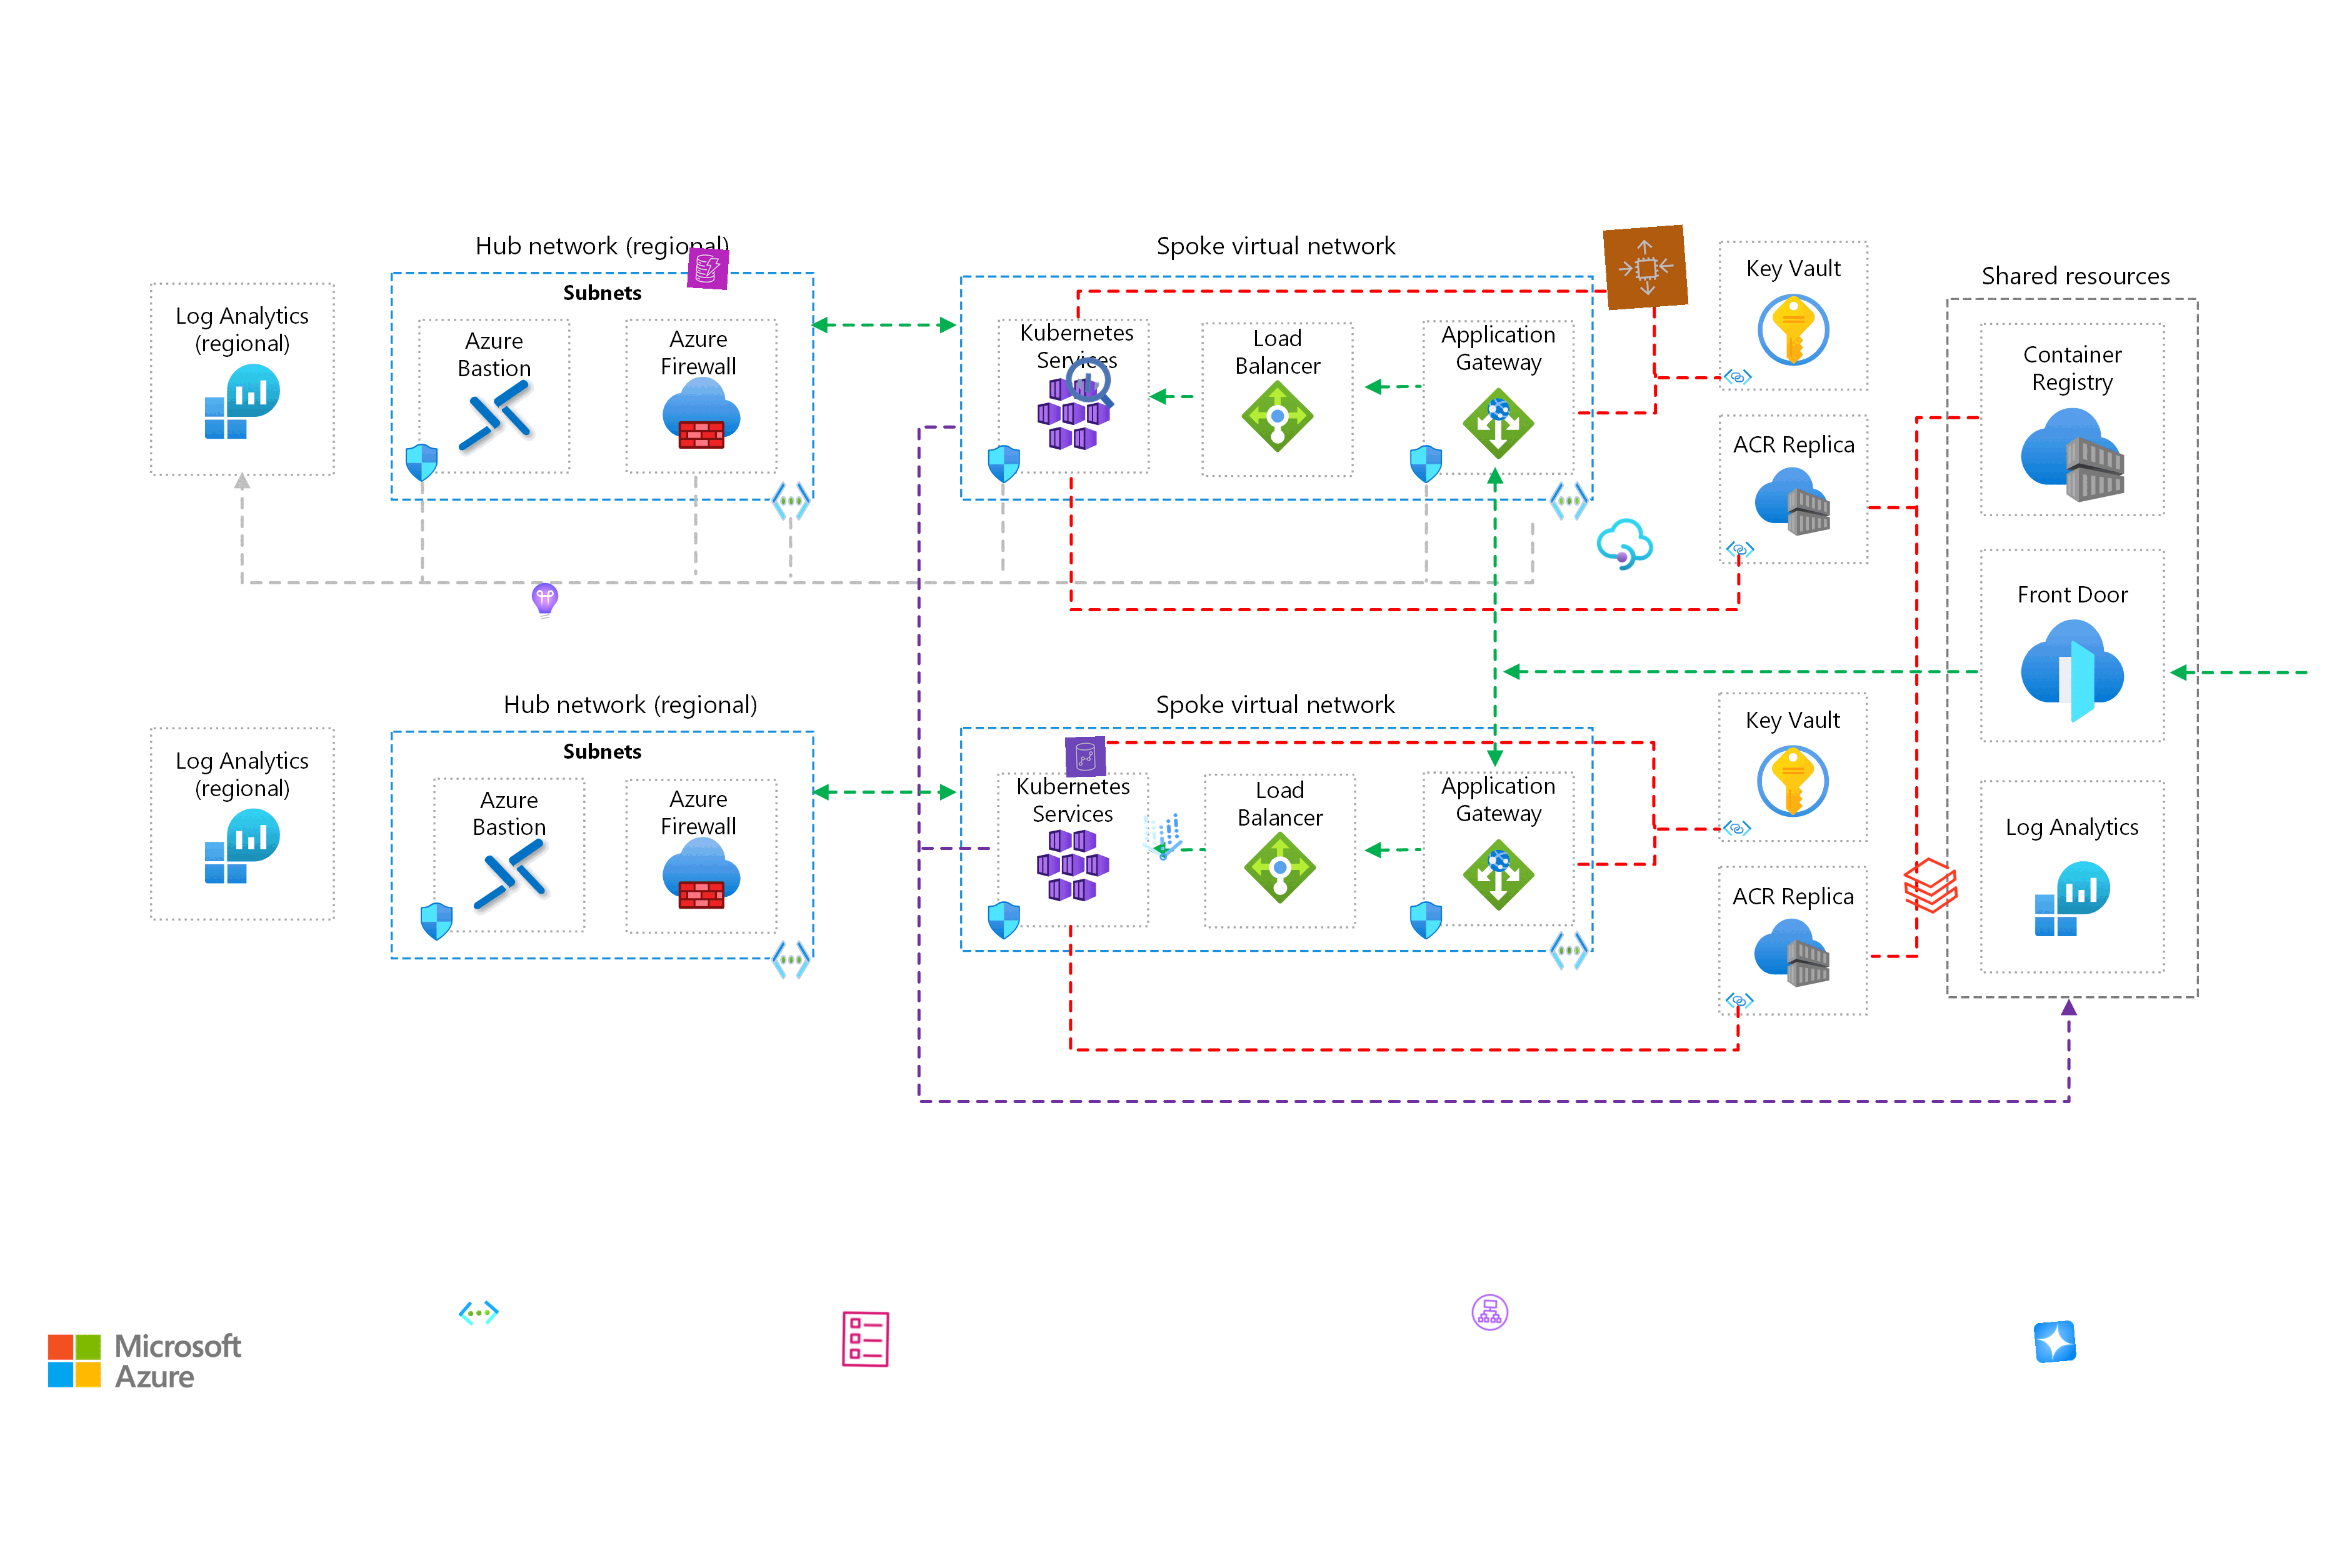 Hub network (regional)
Spoke virtual network
Log Analytics
(regional)
Subnets
Azure
Bastion
Azure
Firewall
Kubernetes
Services
Load
Balancer
Application
Gateway
Key Vault
ACR Replica
Shared resources
Container
Registry
Front Door
Log Analytics
Hub network (regional)
Spoke virtual network
Log Analytics
(regional)
Subnets
Azure
Bastion
Azure
Firewall
Kubernetes
Services
Load
Balancer
Application
Gateway
Key Vault
ACR Replica
Microsoft
Azure